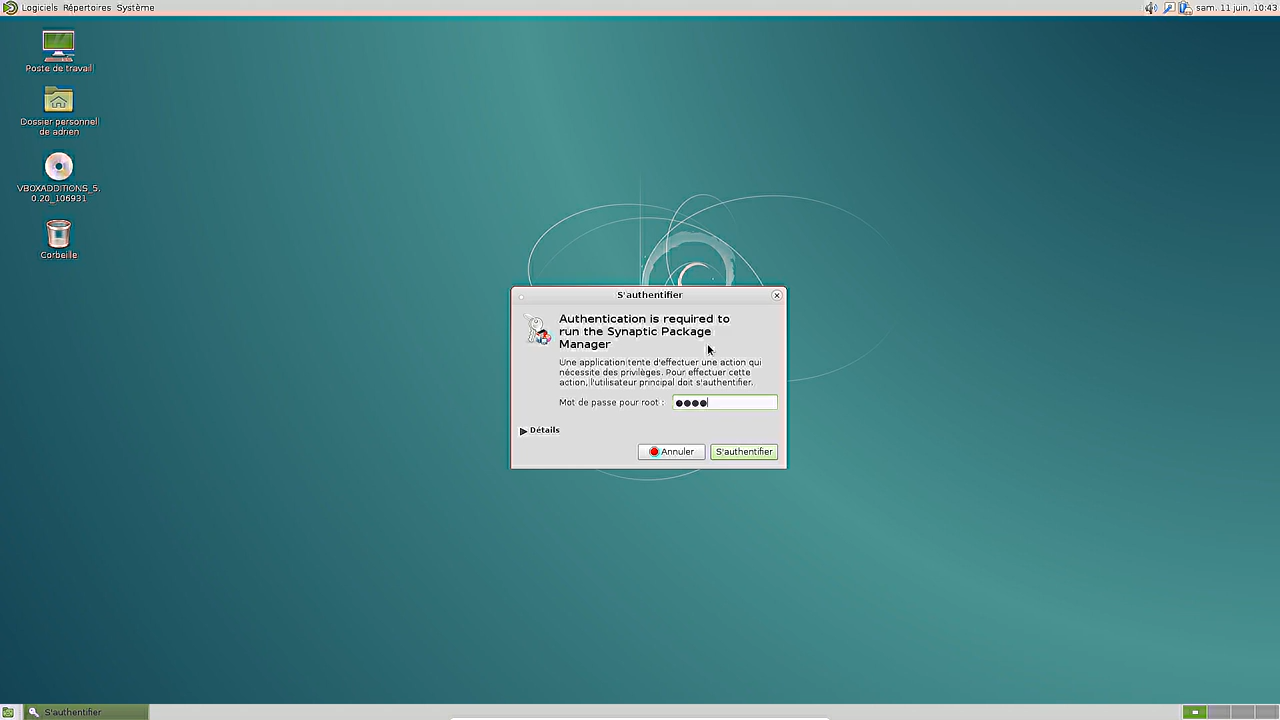 Logiciels Répertoires Système
sam. 11 juin, 10:43
Poste de travail
Dossier personnel
de adrien
VBOXADDITIONS_5.
0.20_106931
Corbeille
S'authentifier
Authentication is required to
run the Synaptic Package
Manager
Une application tente d'effectuer une action qui
nécessite des privilèges. Pour effectuer cette
action, l'utilisateur principal doit s'authentifier.
Mot de passe pour root :
Détails
Annuler
S'authentifier
S'authentifier